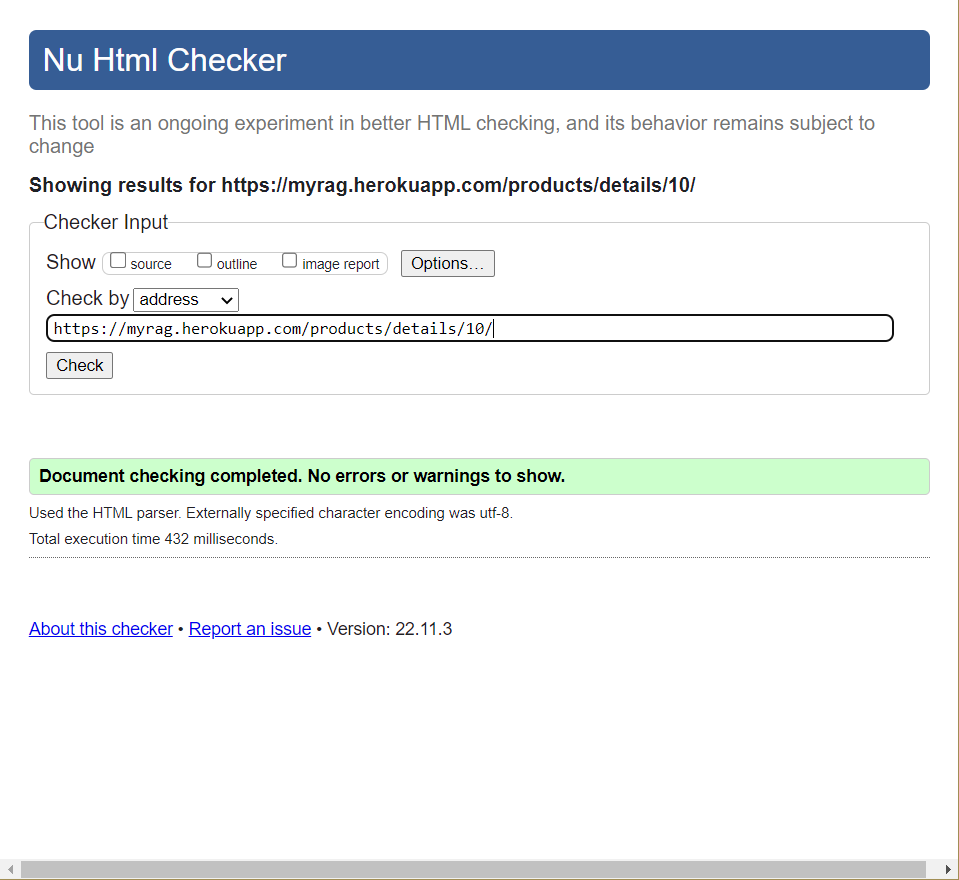 Nu Html Checker
This tool is an ongoing experiment in better HTML checking, and its behavior remains subject to
change
Showing results for https://myrag.herokuapp.com/products/details/10/
Checker Input
Show source outline image report Options…
Check by address
https://myrag.herokuapp.com/products/details/10/
Check
Document checking completed. No errors or warnings to show.
Used the HTML parser. Externally specified character encoding was utf-8.
Total execution time 432 milliseconds.
About this checker • Report an issue • Version: 22.11.3